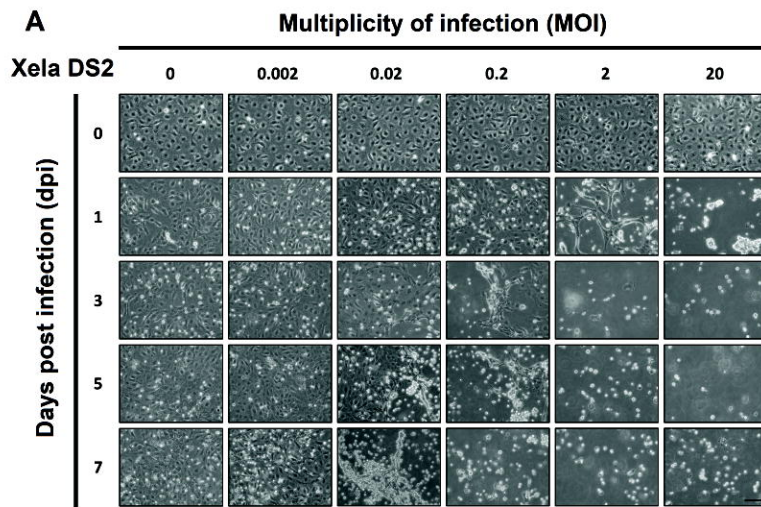 A
Multiplicity of infection (MOI)
Xela DS2
0 0.002 0.02 0.2 2 20
Days post infection (dpi)
0
1
3
5
7